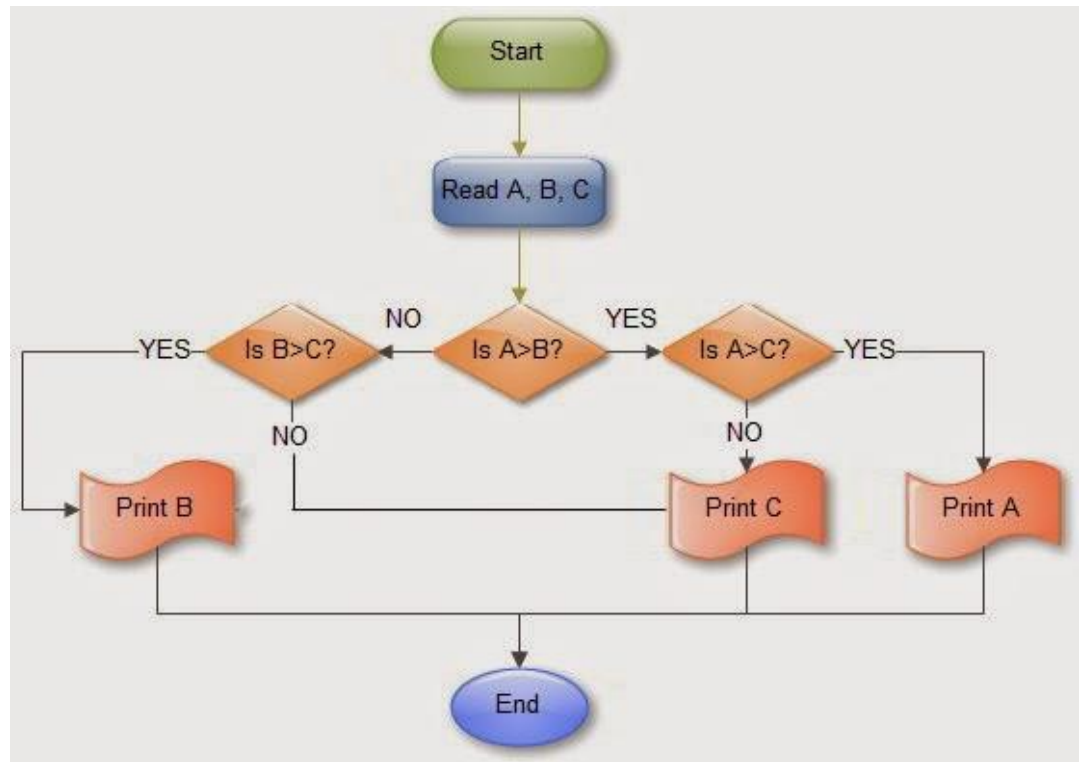 Start
Read A, B, C
NO
YES
YES
Is B>C?
Is A>B?
Is A>C?
YES
NO
NO
Print B
Print C
Print A
End